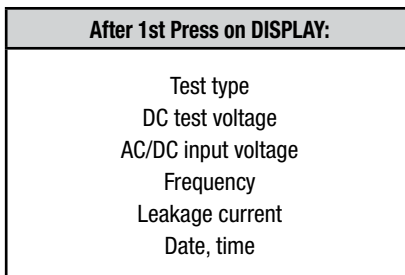 After 1st Press on DISPLAY:
Test type
DC test voltage
AC/DC input voltage
Frequency
Leakage current
Date, time